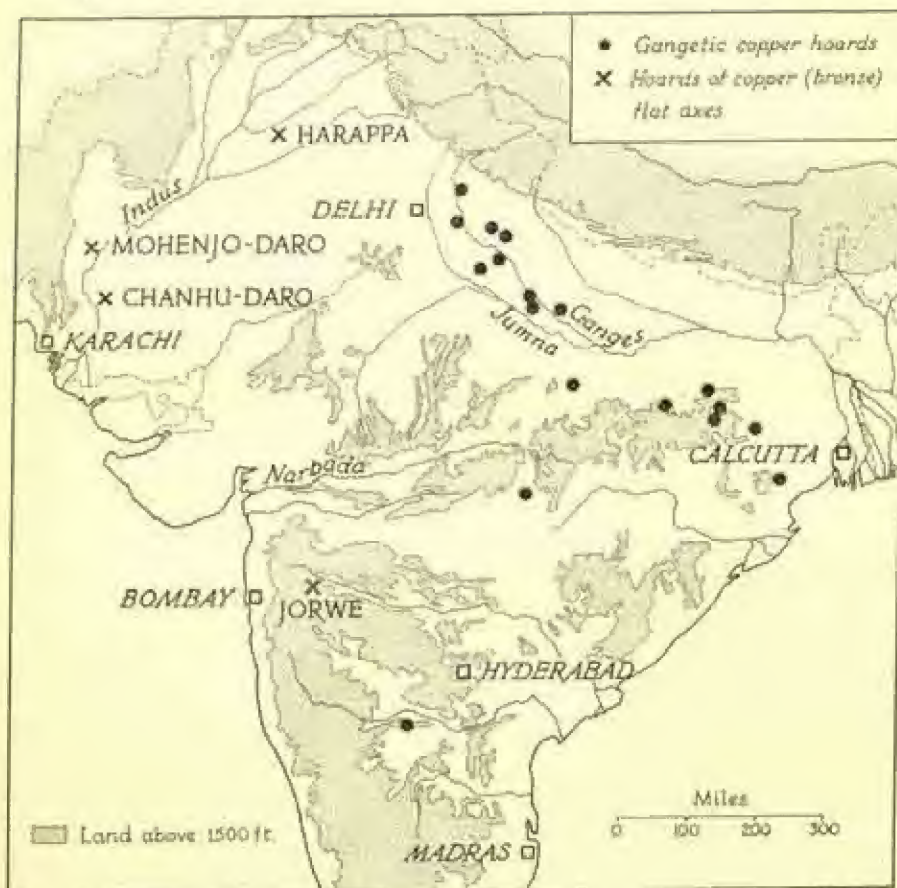 Gangetic copper hoards
Hoards of copper (bronze)
flat axes
HARAPPA
Indus
DELHI
MOHENJO-DARO
CHANHU-DARO
KARACHI
Jumna
Ganges
Narbada
CALCUTTA
BOMBAY
JORWE
HYDERABAD
Miles
0 100 200 300
Land above 1500 ft.
MADRAS